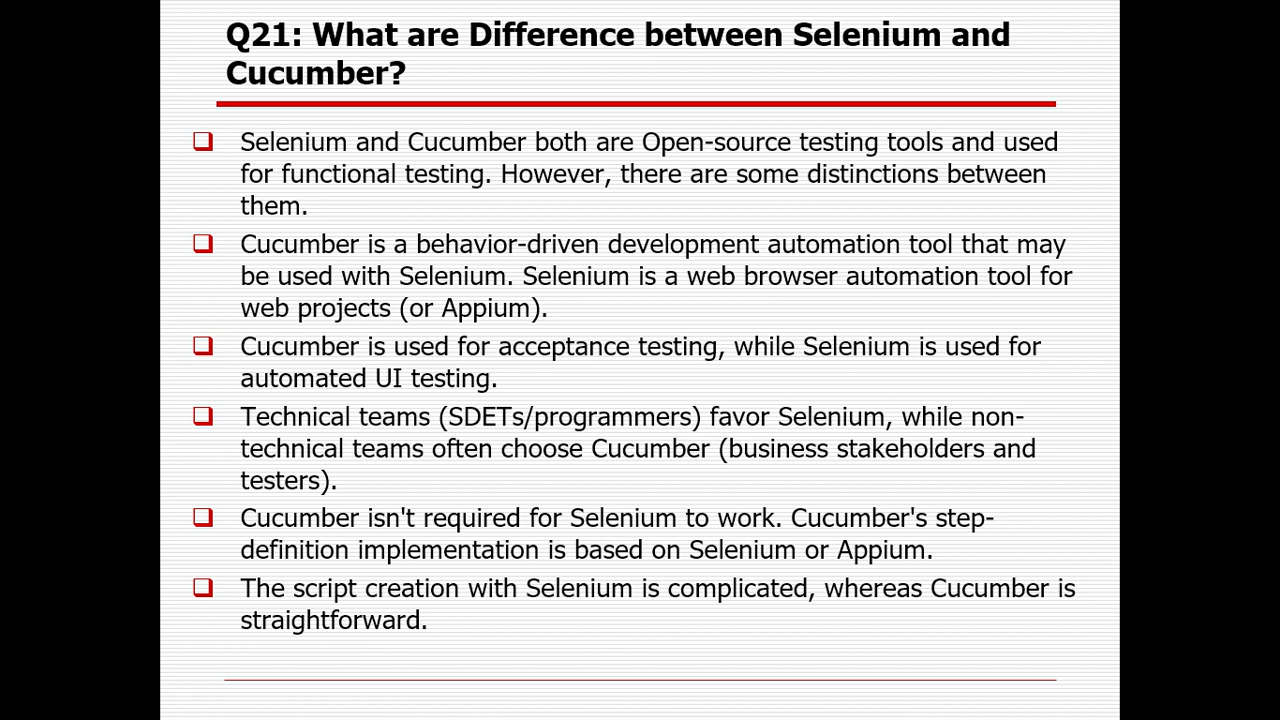 Q21: What are Difference between Selenium and
Cucumber?
Selenium and Cucumber both are Open-source testing tools and used
for functional testing. However, there are some distinctions between
them.
Cucumber is a behavior-driven development automation tool that may
be used with Selenium. Selenium is a web browser automation tool for
web projects (or Appium).
Cucumber is used for acceptance testing, while Selenium is used for
automated UI testing.
Technical teams (SDETs/programmers) favor Selenium, while non-
technical teams often choose Cucumber (business stakeholders and
testers).
Cucumber isn't required for Selenium to work. Cucumber's step-
definition implementation is based on Selenium or Appium.
The script creation with Selenium is complicated, whereas Cucumber is
straightforward.